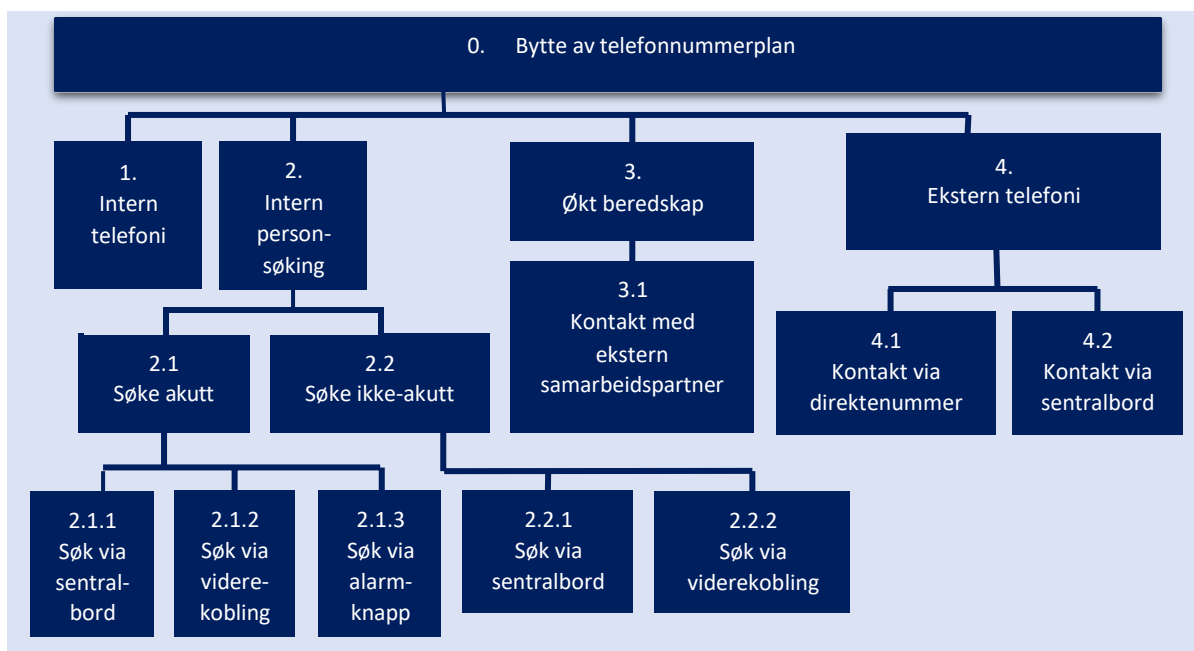 0. Bytte av telefonnummerplan
1.
Intern
telefoni
2.
Intern
person-
søking
3.
Økt beredskap
4.
Ekstern telefoni
3.1
Kontakt med
ekstern
samarbeidspartner
4.1
Kontakt via
direktenummer
4.2
Kontakt via
sentralbord
2.1
Søke akutt
2.2
Søke ikke-akutt
2.1.1
Søk via
sentral-
bord
2.1.2
Søk via
videre-
kobling
2.1.3
Søk via
alarm-
knapp
2.2.1
Søk via
sentralbord
2.2.2
Søk via
viderekobling